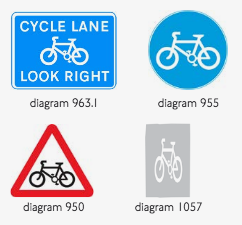 CYCLE LANE
LOOK RIGHT
diagram 963.1
diagram 955
diagram 950
diagram 1057